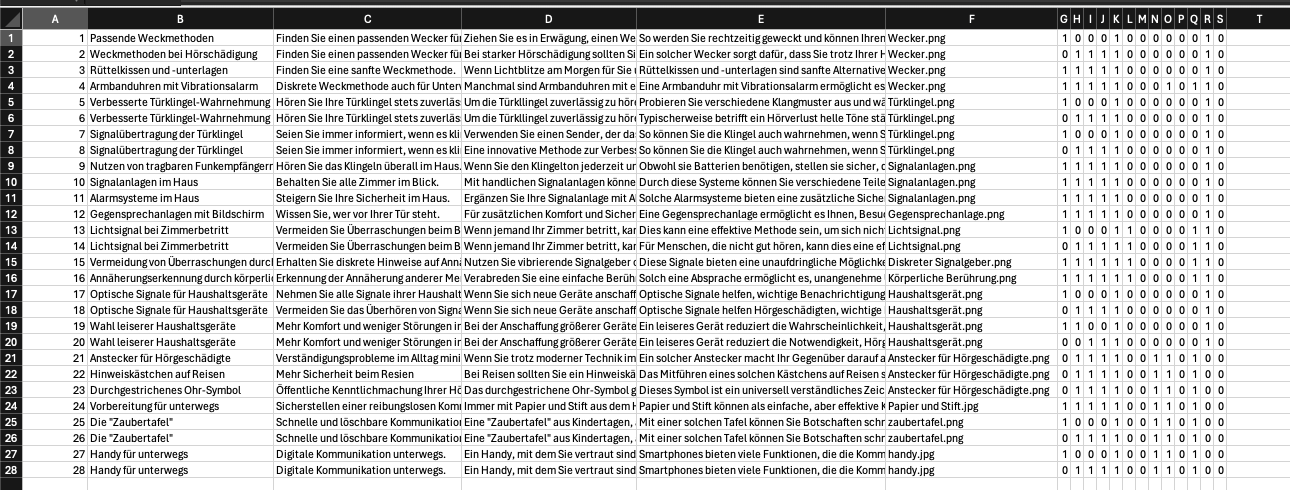 A B C D E F G H I J K L M N O P Q R S T
1 1 Passende Weckmethoden Finden Sie einen passenden Wecker für Ziehen Sie es in Erwägung, einen We So werden Sie rechtzeitig geweckt und können Ihren Wecker.png 1 0 0 0 1 0 0 0 0 0 0 1 0
2 2 Weckmethoden bei Hörschädigung Finden Sie einen passenden Wecker für Bei starker Hörschädigung sollten Si Ein solcher Wecker sorgt dafür, dass Sie trotz Ihrer H Wecker.png 0 1 1 1 1 0 0 0 0 0 0 1 0
3 3 Rüttelkissen und -unterlagen Finden Sie eine sanfte Weckmethode. Wenn Lichtblitze am Morgen für Sie Rüttelkissen und -unterlagen sind sanfte Alternative Wecker.png 1 1 1 1 1 0 0 0 0 0 0 1 0
4 4 Armbanduhren mit Vibrationsalarm Diskrete Weckmethode auch für Unterw Manchmal sind Armbanduhren mit e Eine Armbanduhr mit Vibrationsalarm ermöglicht es Wecker.png 1 1 1 1 1 0 0 0 1 0 1 0 0
5 5 Verbesserte Türklingel-Wahrnehmung Hören Sie Ihre Türklingel stets zuverläs Um die Türkllingel zuverlässig zu hör Probieren Sie verschiedene Klangmuster aus und wä Türklingel.png 1 0 0 0 1 0 0 0 0 0 0 1 0
6 6 Verbesserte Türklingel-Wahrnehmung Hören Sie Ihre Türklingel stets zuverläs Um die Türkllingel zuverlässig zu hör Typischerweise betrifft ein Hörverlust helle Töne stä Türklingel.png 0 1 1 1 1 0 0 0 0 0 0 1 0
7 7 Signalübertragung der Türklingel Seien Sie immer informiert, wenn es kli Verwenden Sie einen Sender, der da So können Sie die Klingel auch wahrnehmen, wenn S Türklingel.png 1 0 0 0 1 0 0 0 0 0 0 1 0
8 8 Signalübertragung der Türklingel Seien Sie immer informiert, wenn es kli Eine innovative Methode zur Verbes So können Sie die Klingel auch wahrnehmen, wenn S Türklingel.png 0 1 1 1 1 0 0 0 0 0 0 1 0
9 9 Nutzen von tragbaren Funkempfängern Hören Sie das Klingeln überall im Haus. Wenn Sie den Klingelton jederzeit ur Obwohl sie Batterien benötigen, stellen sie sicher, d Signalanlagen.png 1 1 1 1 1 0 0 0 0 0 0 1 0
10 10 Signalanlagen im Haus Behalten Sie alle Zimmer im Blick. Mit handlichen Signalanlagen könne Durch diese Systeme können Sie verschiedene Teile Signalanlagen.png 1 1 1 1 1 0 0 0 0 0 0 1 0
11 11 Alarmsysteme im Haus Steigern Sie Ihre Sicherheit im Haus. Ergänzen Sie Ihre Signalanlage mit A Solche Alarmsysteme bieten eine zusätzliche Siche Signalanlagen.png 1 1 1 1 1 0 0 0 0 0 0 1 0
12 12 Gegensprechanlagen mit Bildschirm Wissen Sie, wer vor Ihrer Tür steht. Für zusätzlichen Komfort und Sicher Eine Gegensprechanlage ermöglicht es Ihnen, Besu Gegensprechanlage.png 1 1 1 1 1 0 0 0 0 0 0 1 0
13 13 Lichtsignal bei Zimmerbetritt Vermeiden Sie Überraschungen beim B Wenn jemand Ihr Zimmer betritt, kar Dies kann eine effektive Methode sein, um sich nich Lichtsignal.png 1 0 0 0 1 0 0 0 0 0 0 1 0
14 14 Lichtsignal bei Zimmerbetritt Vermeiden Sie Überraschungen beim B Wenn jemand Ihr Zimmer betritt, kar Für Menschen, die nicht gut hören, kann dies eine ef Lichtsignal.png 0 1 1 1 1 0 0 0 0 0 0 1 0
15 15 Vermeidung von Überraschungen durch Erhalten Sie diskrete Hinweise auf Annä Nutzen Sie vibrierende Signalgeber o Diese Signale bieten eine unaufdringliche Möglichke Diskreter Signalgeber.png 1 1 1 1 1 0 0 0 0 0 0 1 0
16 16 Annäherungserkennung durch körperlic Erkennung der Annäherung anderer Me Verabreden Sie eine einfache Berüh Solch eine Absprache ermöglicht es, unangenehme Körperliche Berührung.png 1 1 1 1 1 0 0 0 0 0 0 1 0
17 17 Optische Signale für Haushaltsgeräte Nehmen Sie alle Signale ihrer Haushalt Wenn Sie sich neue Geräte anschaff Optische Signale helfen, wichtige Benachrichtigung Haushaltsgerät.png 1 0 0 0 1 0 0 0 0 0 0 1 0
18 18 Optische Signale für Haushaltsgeräte Vermeiden Sie das Überhören von Signa Wenn Sie sich neue Geräte anschaff Optische Signale helfen Hörgeschädigten, wichtige Haushaltsgerät.png 0 1 1 1 1 0 0 0 0 0 0 1 0
19 19 Wahl leiserer Haushaltsgeräte Mehr Komfort und weniger Störungen ir Bei der Anschaffung größerer Geräte Ein leiseres Gerät reduziert die Wahrscheinlichkeit, Haushaltsgerät.png 1 1 0 0 1 0 0 0 0 0 0 1 0
20 20 Wahl leiserer Haushaltsgeräte Mehr Komfort und weniger Störungen ir Bei der Anschaffung größerer Geräte Ein leiseres Gerät reduziert die Notwendigkeit, Hörg Haushaltsgerät.png 0 0 1 1 1 0 0 0 0 0 0 1 0
21 21 Anstecker für Hörgeschädigte Verständigungsprobleme im Alltag mini Wenn Sie trotz moderner Technik im Ein solcher Anstecker macht Ihr Gegenüber darauf a Anstecker für Hörgeschädigte.png 0 1 1 1 1 0 0 1 1 0 1 0 0
22 22 Hinweiskästchen auf Reisen Mehr Sicherheit beim Resien Bei Reisen sollten Sie ein Hinweiskä Das Mitführen eines solchen Kästchens auf Reisen s Anstecker für Hörgeschädigte.png 1 1 1 1 1 0 0 1 1 0 1 0 0
23 23 Durchgestrichenes Ohr-Symbol Öffentliche Kenntlichmachung Ihrer Hö Das durchgestrichene Ohr-Symbol g Dieses Symbol ist ein universell verständliches Zeic Anstecker für Hörgeschädigte.png 0 1 1 1 1 0 0 1 1 0 1 0 0
24 24 Vorbereitung für unterwegs Sicherstellen einer reibungslosen Kom Immer mit Papier und Stift aus dem H Papier und Stift können als einfache, aber effektive K Papier und Stift.jpg 1 1 1 1 1 0 0 1 1 0 1 0 0
25 25 Die "Zaubertafel" Schnelle und löschbare Kommunikation Eine "Zaubertafel" aus Kindertagen, Mit einer solchen Tafel können Sie Botschaften schr zaubertafel.png 1 0 0 0 1 0 0 1 1 0 1 0 0
26 26 Die "Zaubertafel" Schnelle und löschbare Kommunikation Eine "Zaubertafel" aus Kindertagen, Mit einer solchen Tafel können Sie Botschaften schr zaubertafel.png 0 1 1 1 1 0 0 1 1 0 1 0 0
27 27 Handy für unterwegs Digitale Kommunikation unterwegs. Ein Handy, mit dem Sie vertraut sind Smartphones bieten viele Funktionen, die die Komm handy.jpg 1 0 0 0 1 0 0 1 1 0 1 0 0
28 28 Handy für unterwegs Digitale Kommunikation unterwegs. Ein Handy, mit dem Sie vertraut sind Smartphones bieten viele Funktionen, die die Komm handy.jpg 0 1 1 1 1 0 0 1 1 0 1 0 0